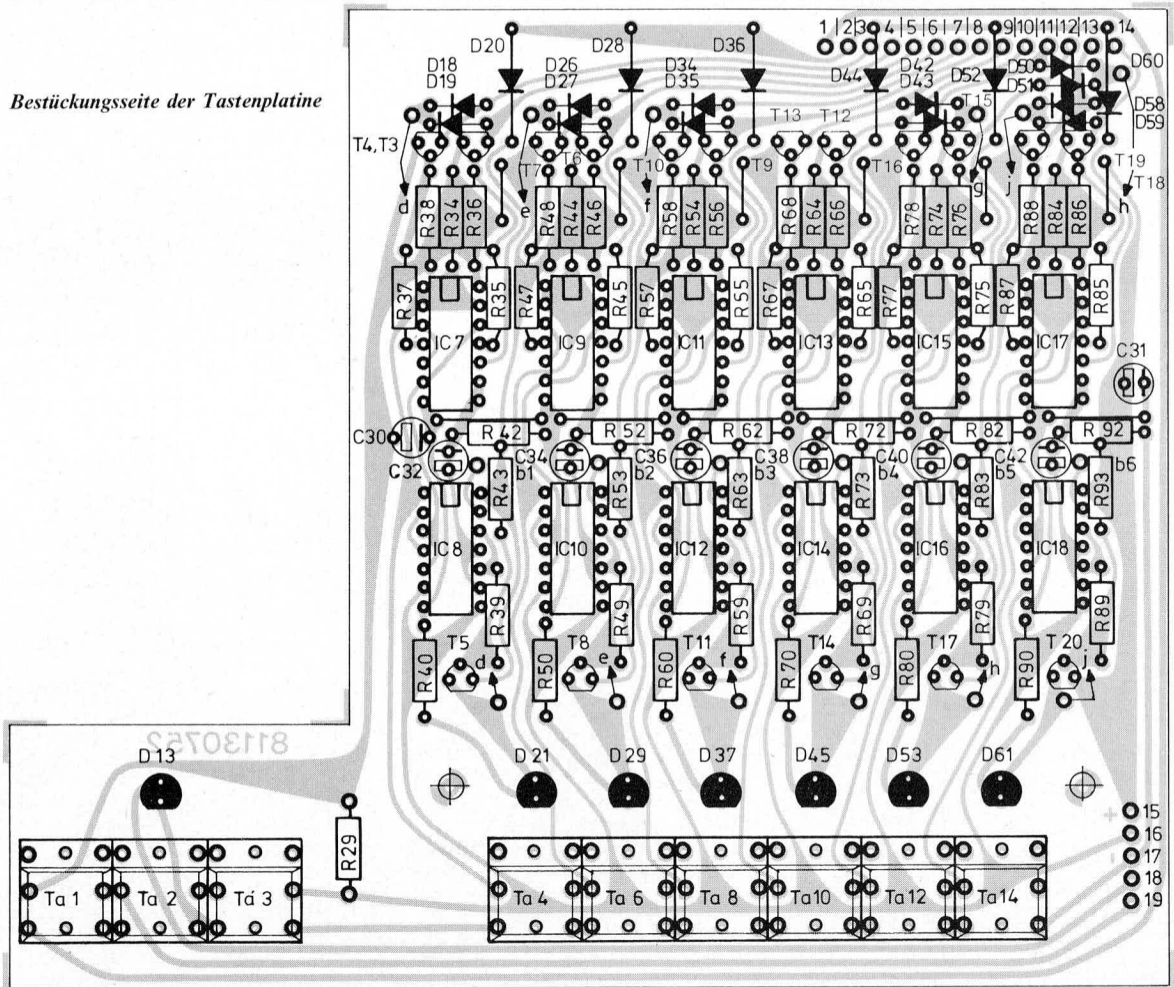 Bestückungsseite der Tastenplatine
1 2 3 4 5 6 7 8 9 10 11 12 13 14
D20 D28 D36 D44 D52 D60
D18 D26 D34 D42 D50
D19 D27 D35 D43 D51
D58
D59
T4,T3 T7 T6 T10 T9 T13 T12 T16 T15 T19
T18
d e f g j h
R38 R34 R36 R48 R44 R46 R58 R54 R56 R68 R64 R66 R78 R74 R76 R88 R84 R86
R37 R35 R47 R45 R57 R55 R67 R65 R77 R75 R87 R85
IC7 IC9 IC11 IC13 IC15 IC17
C31
C30 R42 R52 R62 R72 R82 R92
C32 C34 C36 C38 C40 C42
b1 b2 b3 b4 b5 b6
R43 R53 R63 R73 R83 R93
IC8 IC10 IC12 IC14 IC16 IC18
R39 R49 R59 R69 R79 R89
T5 T8 T11 T14 T17 T20
d e f g h j
R40 R50 R60 R70 R80 R90
81130752
D13 D21 D29 D37 D45 D53 D61
R29
+ 15
16
- 17
18
19
Ta 1 Ta 2 Ta 3 Ta 4 Ta 6 Ta 8 Ta10 Ta12 Ta14